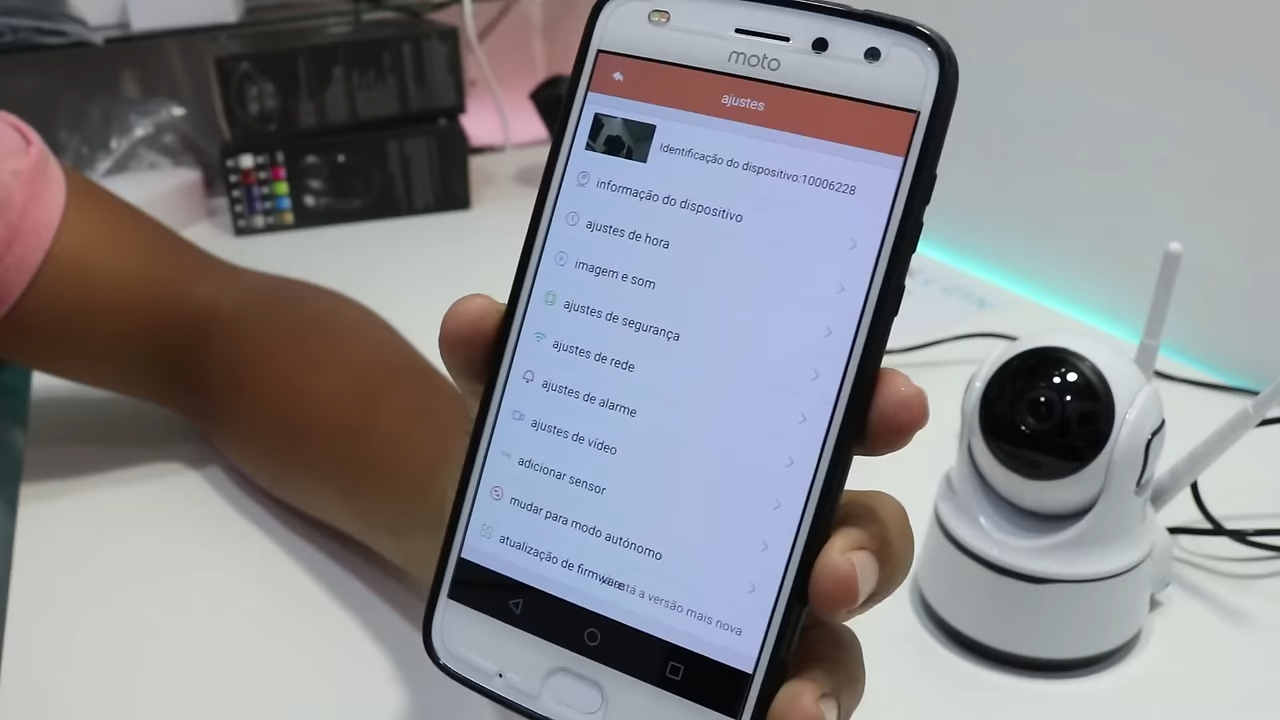 moto
ajustes
Identificação do dispositivo:10006228
informação do dispositivo
ajustes de hora
imagem e som
ajustes de segurança
ajustes de rede
ajustes de alarme
ajustes de vídeo
adicionar sensor
mudar para modo autónomo
atualização de firmware
está a versão mais nova